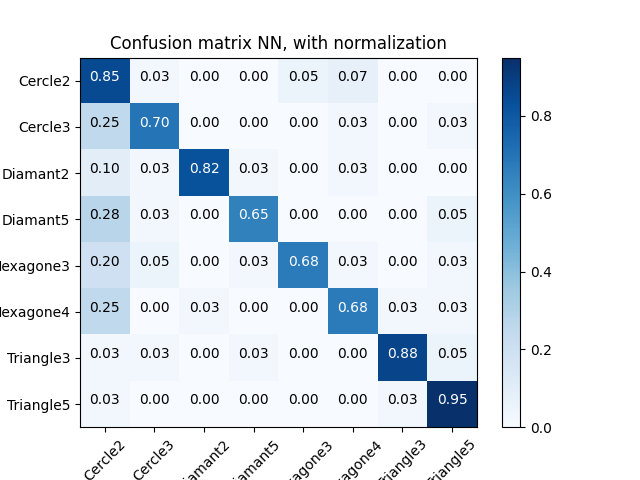 Confusion matrix NN, with normalization
Cercle2 0.85 0.03 0.00 0.00 0.05 0.07 0.00 0.00
Cercle3 0.25 0.70 0.00 0.00 0.00 0.03 0.00 0.03
Diamant2 0.10 0.03 0.82 0.03 0.00 0.03 0.00 0.00
Diamant5 0.28 0.03 0.00 0.65 0.00 0.00 0.00 0.05
Hexagone3 0.20 0.05 0.00 0.03 0.68 0.03 0.00 0.03
Hexagone4 0.25 0.00 0.03 0.00 0.00 0.68 0.03 0.03
Triangle3 0.03 0.03 0.00 0.03 0.00 0.00 0.88 0.05
Triangle5 0.03 0.00 0.00 0.00 0.00 0.00 0.03 0.95
Cercle2 Cercle3 iamant2 iamant5 xagone3 xagone4 Triangle3 Triangle5
0.8
0.6
0.4
0.2
0.0